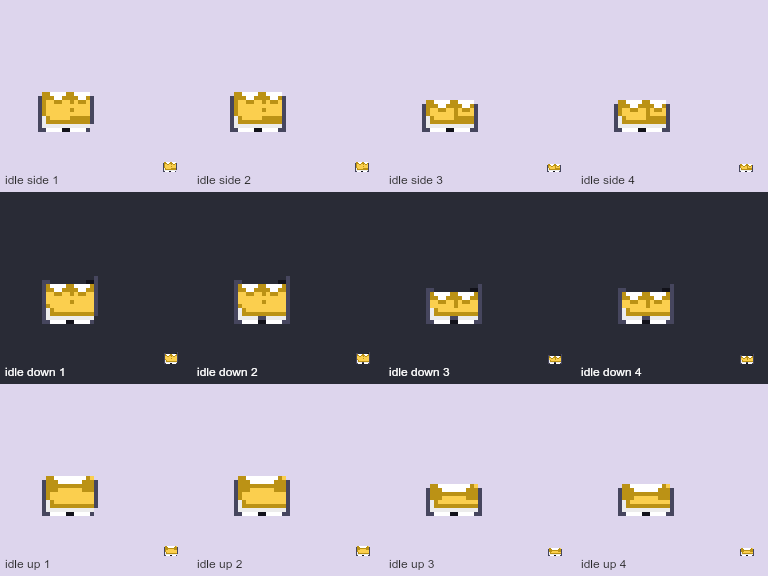 idle side 1
idle side 2
idle side 3
idle side 4
idle down 1
idle down 2
idle down 3
idle down 4
idle up 1
idle up 2
idle up 3
idle up 4